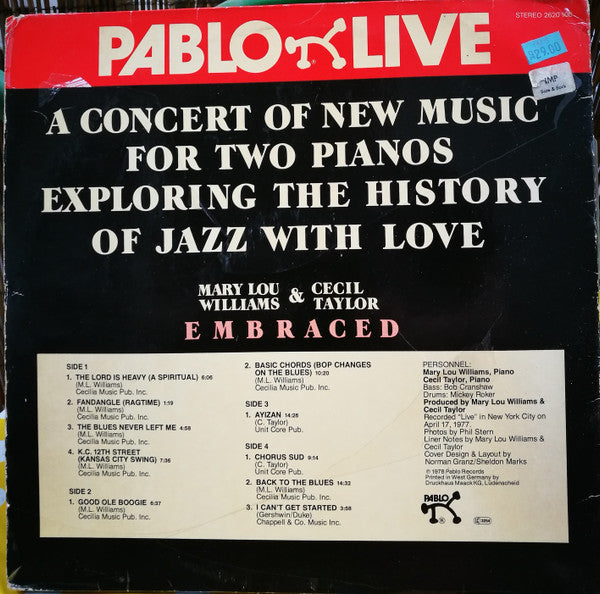 STEREO 2620 108
PABLO LIVE
$29.00
IMP
A CONCERT OF NEW MUSIC
FOR TWO PIANOS
EXPLORING THE HISTORY
OF JAZZ WITH LOVE
MARY LOU WILLIAMS & CECIL TAYLOR
EMBRACED
SIDE 1
1. THE LORD IS HEAVY (A SPIRITUAL) 6:06
(M.L. Williams)
Cecilia Music Pub. Inc.
2. FANDANGLE (RAGTIME) 1:19
(M.L. Williams)
Cecilia Music Pub. Inc.
3. THE BLUES NEVER LEFT ME 4:58
(M.L. Williams)
Cecilia Music Pub. Inc.
4. K.C. 12TH STREET
(KANSAS CITY SWING) 7:36
(M.L. Williams)
Cecilia Music Pub. Inc.
SIDE 2
1. GOOD OLE BOOGIE 6:37
(M.L. Williams)
Cecilia Music Pub. Inc.
2. BASIC CHORDS (BOP CHANGES
ON THE BLUES) 10:20
(M.L. Williams)
Cecilia Music Pub. Inc.
SIDE 3
1. AYIZAN 14:26
(C. Taylor)
Unit Core Pub.
SIDE 4
1. CHORUS SUD 9:14
(C. Taylor)
Unit Core Pub.
2. BACK TO THE BLUES 14:32
(M.L. Williams)
Cecilia Music Pub. Inc.
3. I CAN'T GET STARTED 3:58
(Gershwin/Duke)
Chappell & Co. Music Inc.
PERSONNEL:
Mary Lou Williams, Piano
Cecil Taylor, Piano
Bass: Bob Cranshaw
Drums: Mickey Roker
Produced by Mary Lou Williams &
Cecil Taylor
Recorded "Live" in New York City on
April 17, 1977.
Photos by Phil Stern
Liner Notes by Mary Lou Williams &
Cecil Taylor
Cover Design & Layout by
Norman Granz/Sheldon Marks
℗ 1978 Pablo Records
Printed in West Germany by
Druckhaus Maack KG, Lüdenscheid
PABLO